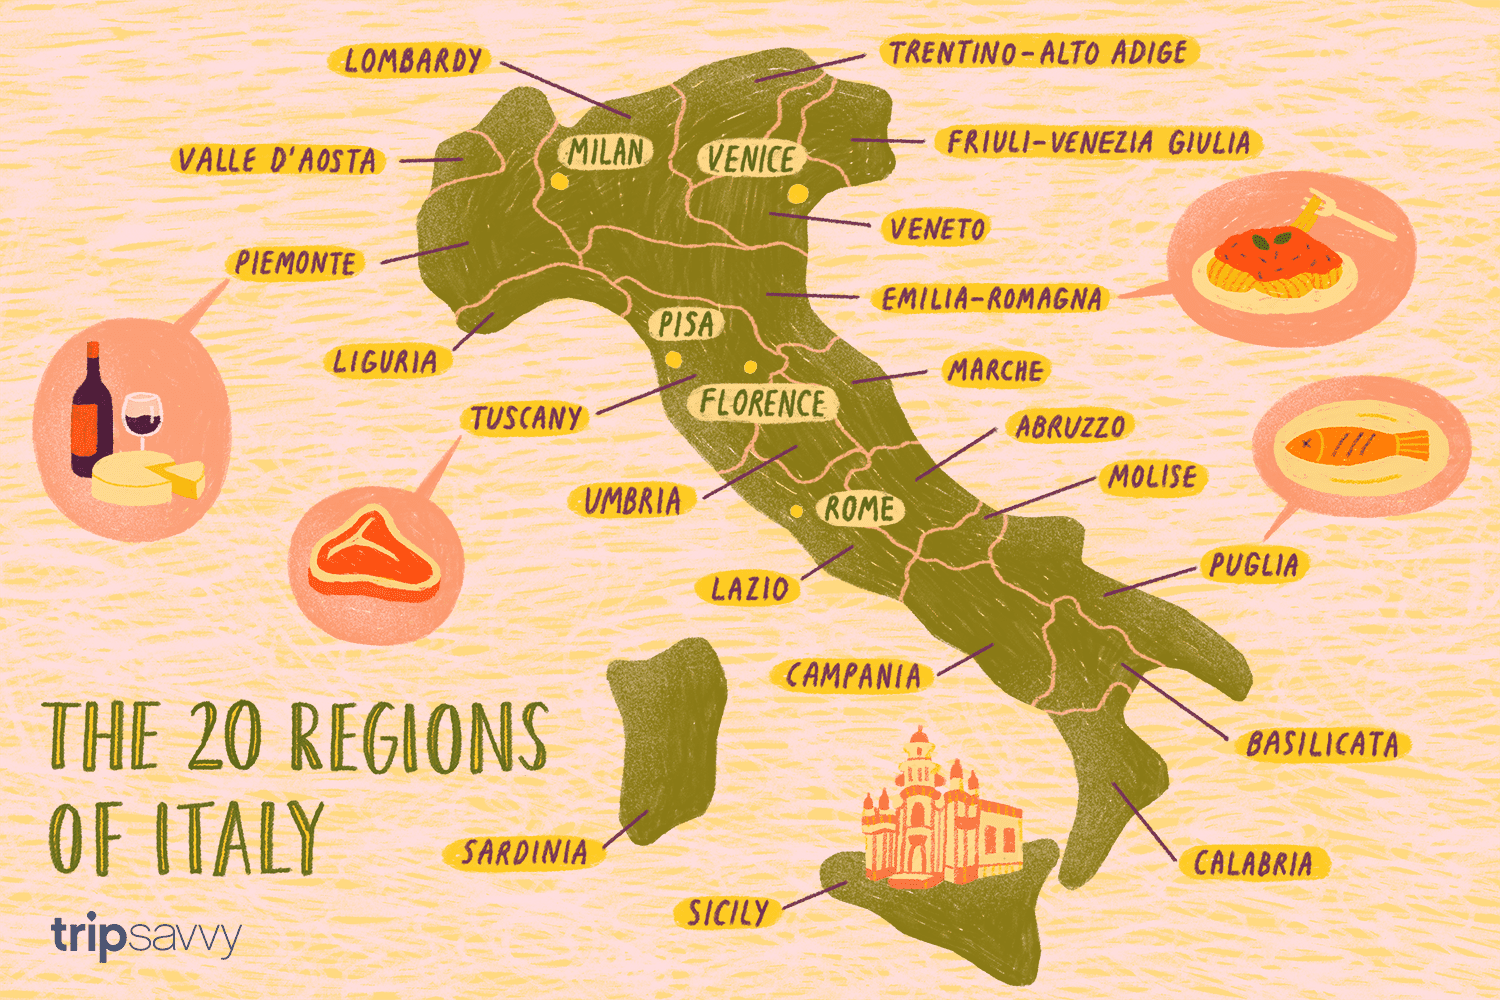 LOMBARDY
TRENTINO-ALTO ADIGE
VALLE D'AOSTA
MILAN
VENICE
FRIULI-VENEZIA GIULIA
VENETO
PIEMONTE
EMILIA-ROMAGNA
PISA
LIGURIA
MARCHE
FLORENCE
TUSCANY
ABRUZZO
MOLISE
UMBRIA
ROME
PUGLIA
LAZIO
CAMPANIA
BASILICATA
THE 20 REGIONS
OF ITALY
SARDINIA
CALABRIA
SICILY
tripsavvy